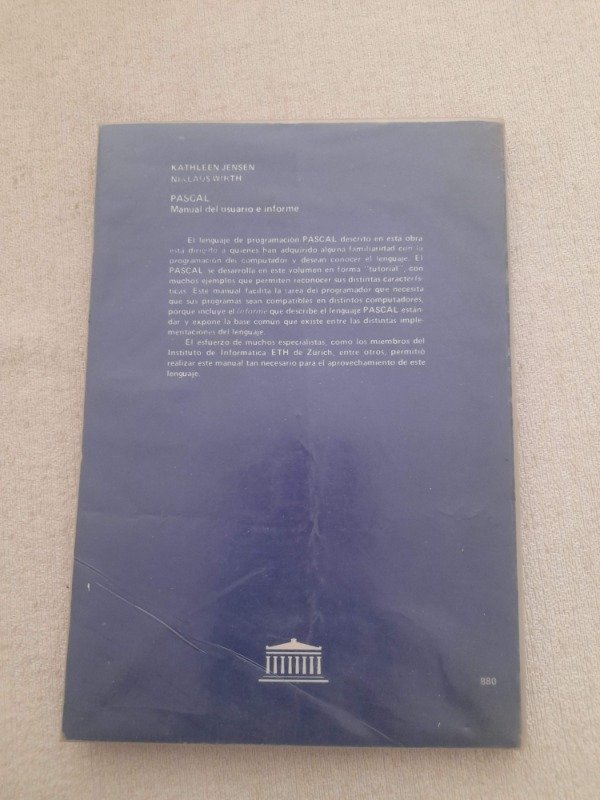 KATHLEEN JENSEN
NIKLAUS WIRTH
PASCAL
Manual del usuario e informe
El lenguaje de programación PASCAL descrito en esta obra
está dirigido a quienes han adquirido alguna familiaridad con la
programación del computador y desean conocer el lenguaje. El
PASCAL se desarrolla en este volumen en forma "tutorial", con
muchos ejemplos que permiten reconocer sus distintas caracterís-
ticas. Este manual facilita la tarea del programador que necesita
que sus programas sean compatibles en distintos computadores,
porque incluye el informe que describe el lenguaje PASCAL están-
dar y expone la base común que existe entre las distintas imple-
mentaciones del lenguaje.
El esfuerzo de muchos especialistas, como los miembros del
Instituto de Informática ETH de Zürich, entre otros, permitió
realizar este manual tan necesario para el aprovechamiento de este
lenguaje.
880